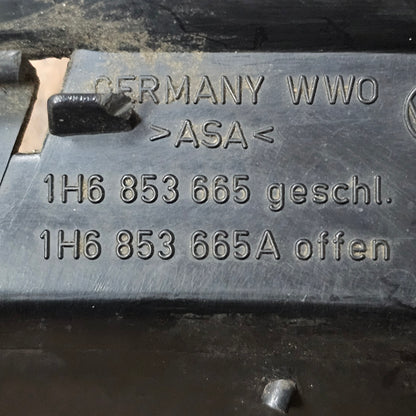 GERMANY WWO
>ASA<
1H6 853 665 geschl.
1H6 853 665A offen